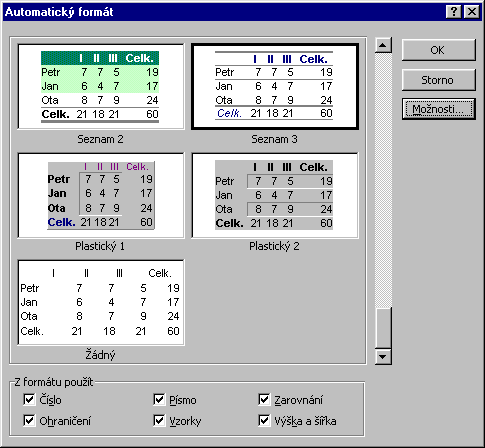 Automatický formát
I II III Celk.
Petr 7 7 5 19
Jan 6 4 7 17
Ota 8 7 9 24
Celk. 21 18 21 60
Seznam 2
I II III Celk.
Petr 7 7 5 19
Jan 6 4 7 17
Ota 8 7 9 24
Celk. 21 18 21 60
Seznam 3
OK
Storno
Možnosti...
I II III Celk.
Petr 7 7 5 19
Jan 6 4 7 17
Ota 8 7 9 24
Celk. 21 18 21 60
Plastický 1
I II III Celk.
Petr 7 7 5 19
Jan 6 4 7 17
Ota 8 7 9 24
Celk. 21 18 21 60
Plastický 2
I II III Celk.
Petr 7 7 5 19
Jan 6 4 7 17
Ota 8 7 9 24
Celk. 21 18 21 60
Žádný
Z formátu použít
Číslo Písmo Zarovnání
Ohraničení Vzorky Výška a šířka